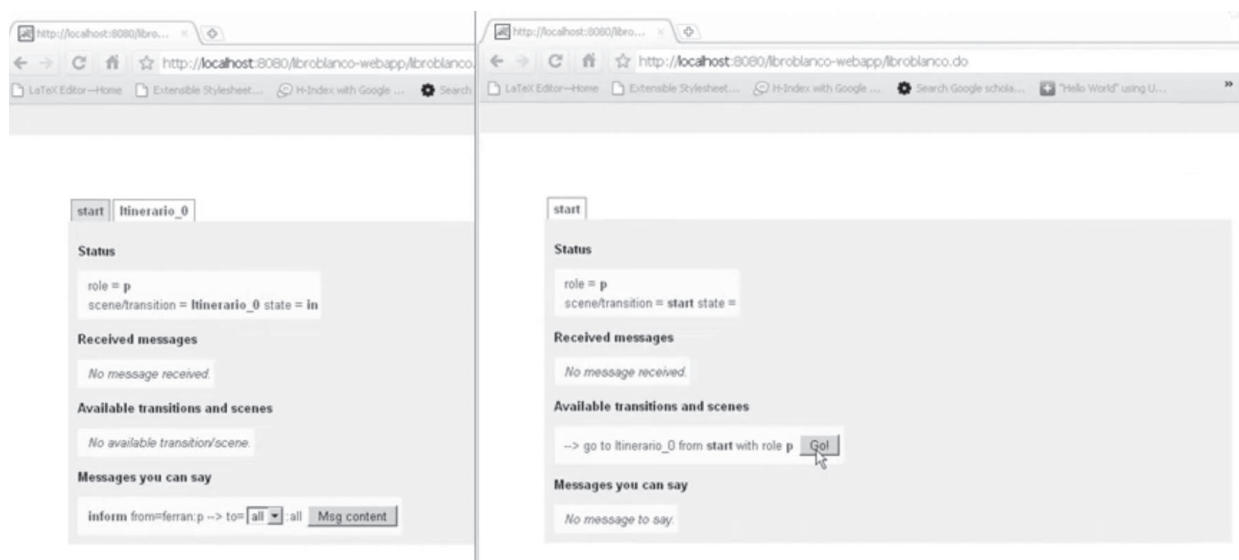 http://localhost:8080/libro...
http://localhost:8080/libroblanco-webapp/libroblanco.
LaTeX Editor—Home Extensible Stylesheet... H-Index with Google ... Search
start Itinerario_0
Status
role = p
scene/transition = Itinerario_0 state = in
Received messages
No message received.
Available transitions and scenes
No available transition/scene.
Messages you can say
inform from=ferran:p --> to= all :all Msg content
http://localhost:8080/libro...
http://localhost:8080/libroblanco-webapp/libroblanco.do
LaTeX Editor—Home Extensible Stylesheet... H-Index with Google ... Search Google schola... "Hello World" using U... »
start
Status
role = p
scene/transition = start state =
Received messages
No message received.
Available transitions and scenes
--> go to Itinerario_0 from start with role p Go!
Messages you can say
No message to say.